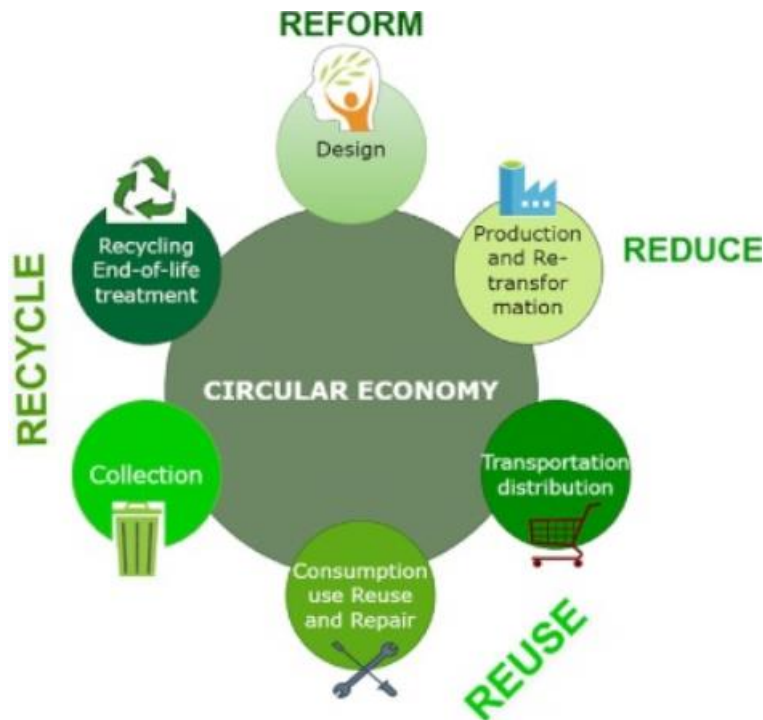 REFORM
Design
Production
and Re-
transfor
mation
REDUCE
Transportation
distribution
REUSE
Consumption
use Reuse
and Repair
Collection
RECYCLE
Recycling
End-of-life
treatment
CIRCULAR ECONOMY